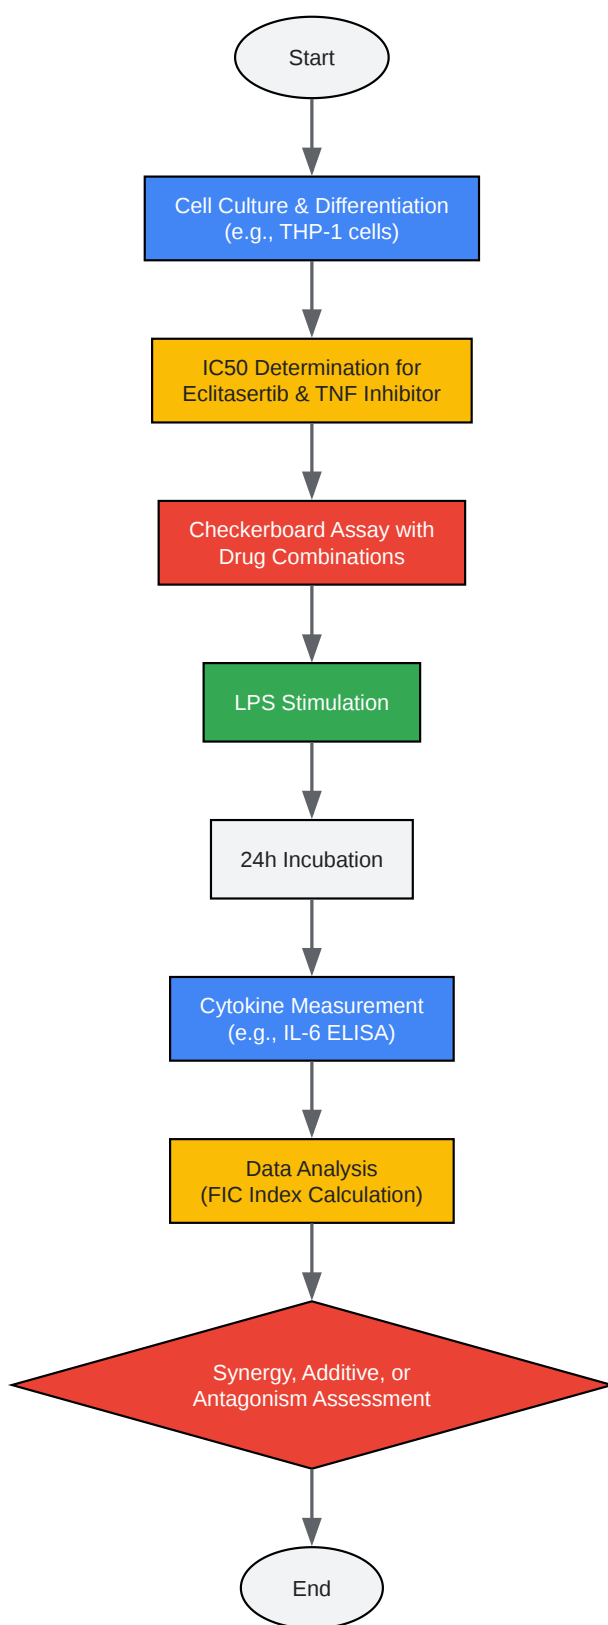 Start
Cell Culture & Differentiation
(e.g., THP-1 cells)
IC50 Determination for
Eclitasertib & TNF Inhibitor
Checkerboard Assay with
Drug Combinations
LPS Stimulation
24h Incubation
Cytokine Measurement
(e.g., IL-6 ELISA)
Data Analysis
(FIC Index Calculation)
Synergy, Additive, or
Antagonism Assessment
End